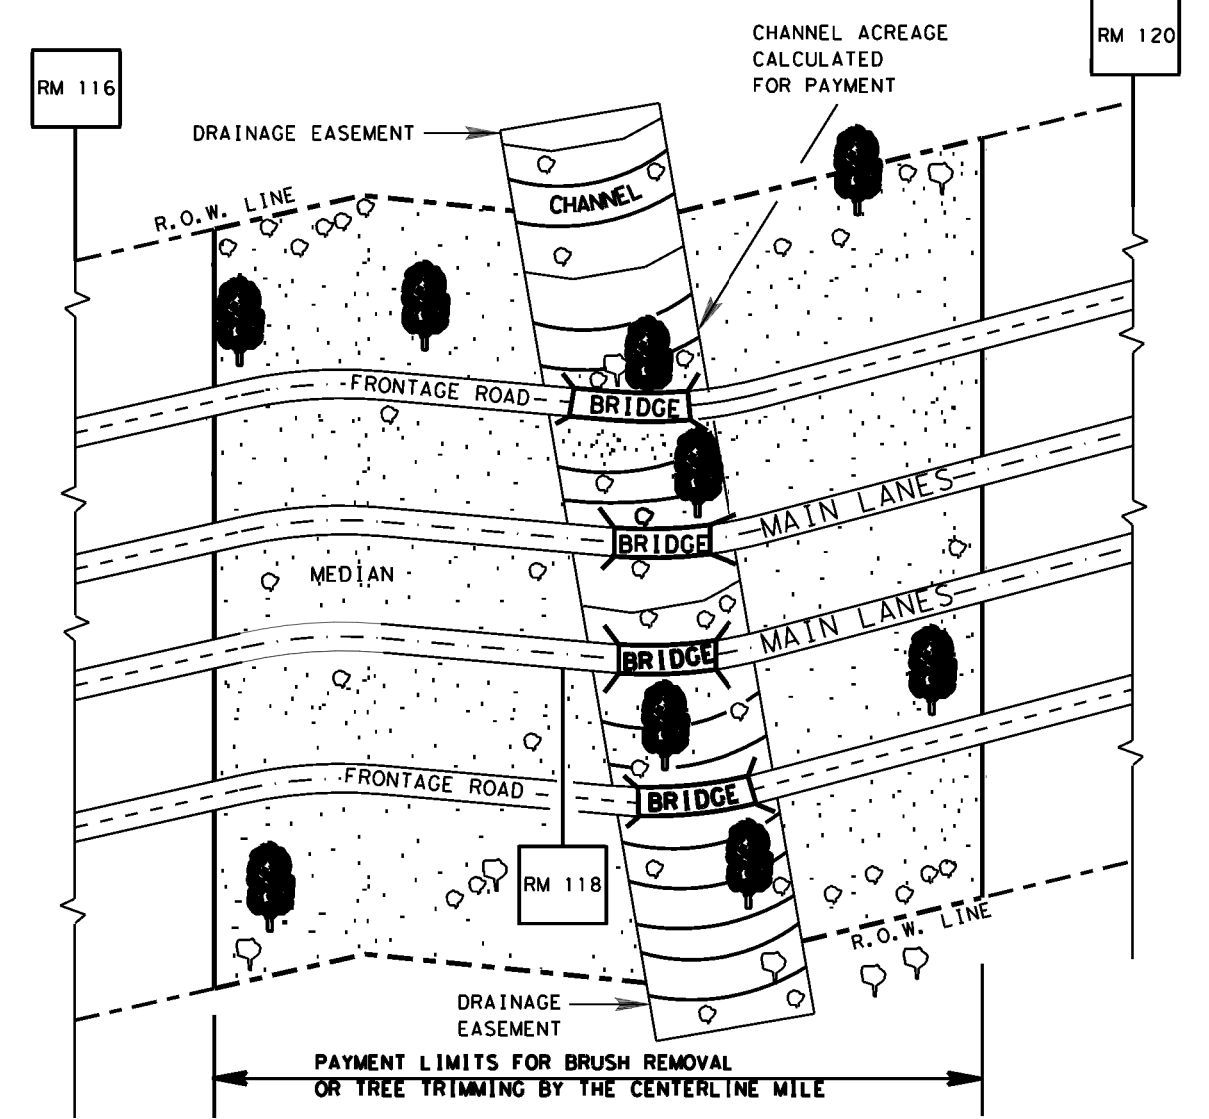 CHANNEL ACREAGE
CALCULATED
FOR PAYMENT
RM 120
RM 116
DRAINAGE EASEMENT
R.O.W. LINE
CHANNEL
FRONTAGE ROAD
BRIDGE
MAIN LANES
BRIDGE
MEDIAN
MAIN LANES
BRIDGE
FRONTAGE ROAD
BRIDGE
RM 118
R.O.W. LINE
DRAINAGE
EASEMENT
PAYMENT LIMITS FOR BRUSH REMOVAL
OR TREE TRIMMING BY THE CENTERLINE MILE